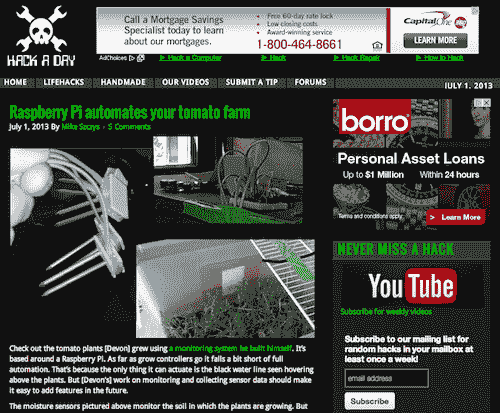 HACK A DAY
Call a Mortgage Savings
Specialist today to learn
about our mortgages.
Free 60-day rate lock
Low closing costs
Award-winning service
1-800-464-8661
Capital One
LEARN MORE
AdChoices
Hack a Computer
Hack
Hack Repair
How to Hack
HOME LIFEHACKS HANDMADE OUR VIDEOS SUBMIT A TIP FORUMS
JULY 1, 2013
Raspberry Pi automates your tomato farm
July 1, 2013 By Mike Szczys - 5 Comments
borro
Personal Asset Loans
Up to $1 Million Within 24 hours
Terms and conditions apply
> Learn More
NEVER MISS A HACK
YouTube
Subscribe for weekly videos
Subscribe to our mailing list for
random hacks in your mailbox at
least once a week!
email address
Subscribe
Check out the tomato plants [Devon] grew using a monitoring system he built himself. It's
based around a Raspberry Pi. As far as grow controllers go it falls a bit short of full
automation. That's because the only thing it can actuate is the black water line seen hovering
above the plants. But [Devon's] work on monitoring and collecting sensor data should make
it easy to add features in the future.
The moisture sensors pictured above monitor the soil in which the plants are growing. But